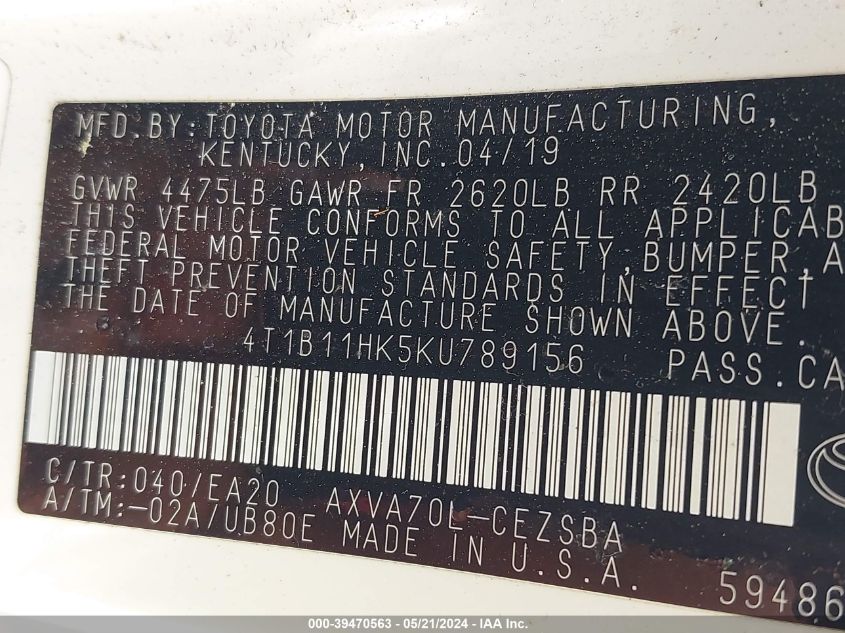 MFD. BY: TOYOTA MOTOR MANUFACTURING,
KENTUCKY, INC. 04/19
GVWR 4475LB GAWR FR 2620LB RR 2420LB
THIS VEHICLE CONFORMS TO ALL APPLICAB
FEDERAL MOTOR VEHICLE SAFETY, BUMPER, A
THEFT PREVENTION STANDARDS IN EFFECT
THE DATE OF MANUFACTURE SHOWN ABOVE.
4T1B11HK5KU789156 PASS.CA
C/TR: 040/EA20 AXVA70L-CEZSBA
A/TM:-02A/UB80E MADE IN U.S.A.
59486
000-39470563 - 05/21/2024 - IAA Inc.